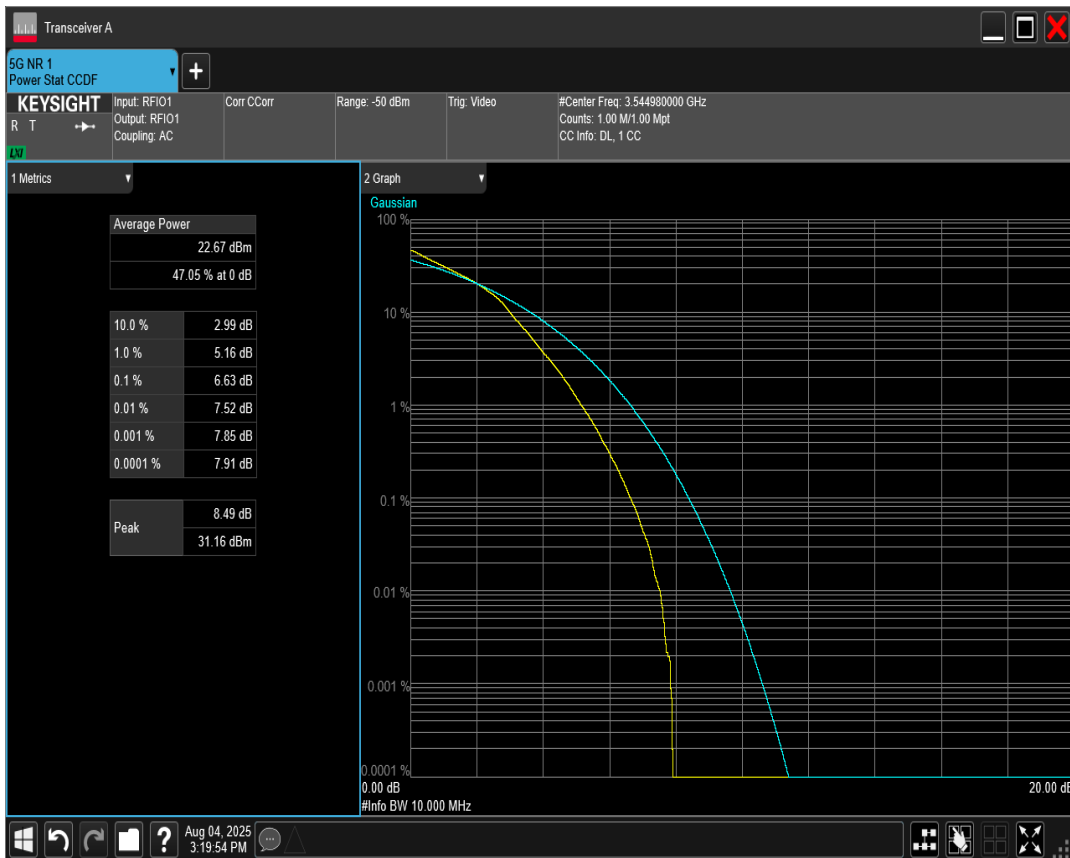 Transceiver A
5G NR 1
Power Stat CCDF
KEYSIGHT
R T
LXI
Input: RFIO1
Output: RFIO1
Coupling: AC
Corr CCorr
Range: -50 dBm
Trig: Video
#Center Freq: 3.544980000 GHz
Counts: 1.00 M/1.00 Mpt
CC Info: DL, 1 CC
1 Metrics
Average Power
22.67 dBm
47.05 % at 0 dB
10.0 % 2.99 dB
1.0 % 5.16 dB
0.1 % 6.63 dB
0.01 % 7.52 dB
0.001 % 7.85 dB
0.0001 % 7.91 dB
Peak
8.49 dB
31.16 dBm
2 Graph
Gaussian
100 %
10 %
1 %
0.1 %
0.01 %
0.001 %
0.0001 %
0.00 dB 20.00 dB
#Info BW 10.000 MHz
?
Aug 04, 2025
3:19:54 PM